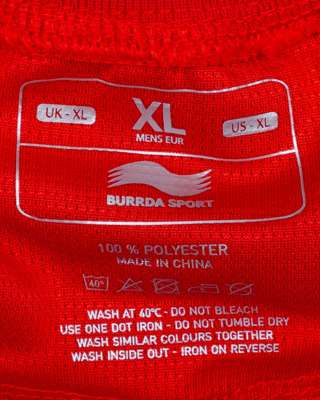 UK - XL
XL
US - XL
MENS EUR
BURRDA SPORT
100 % POLYESTER
MADE IN CHINA
40°
WASH AT 40°C - DO NOT BLEACH
USE ONE DOT IRON - DO NOT TUMBLE DRY
WASH SIMILAR COLOURS TOGETHER
WASH INSIDE OUT - IRON ON REVERSE